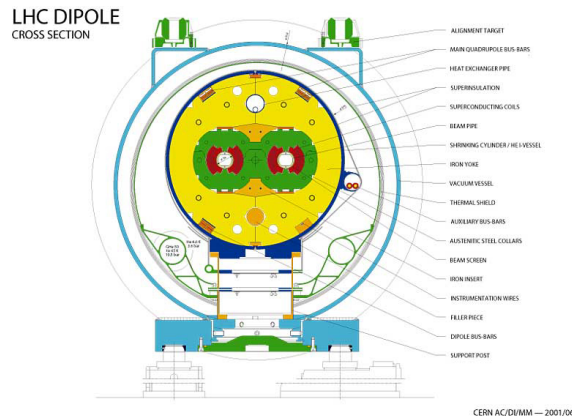 LHC DIPOLE
CROSS SECTION
ALIGNMENT TARGET
MAIN QUADRUPOLE BUS-BARS
HEAT EXCHANGER PIPE
SUPERINSULATION
SUPERCONDUCTING COILS
BEAM PIPE
SHRINKING CYLINDER / HE I-VESSEL
IRON YOKE
VACUUM VESSEL
THERMAL SHIELD
AUXILIARY BUS-BARS
AUSTENITIC STEEL COLLARS
BEAM SCREEN
IRON INSERT
INSTRUMENTATION WIRES
FILLER PIECE
DIPOLE BUS-BARS
SUPPORT POST
CERN AC/DI/MM — 2001/06